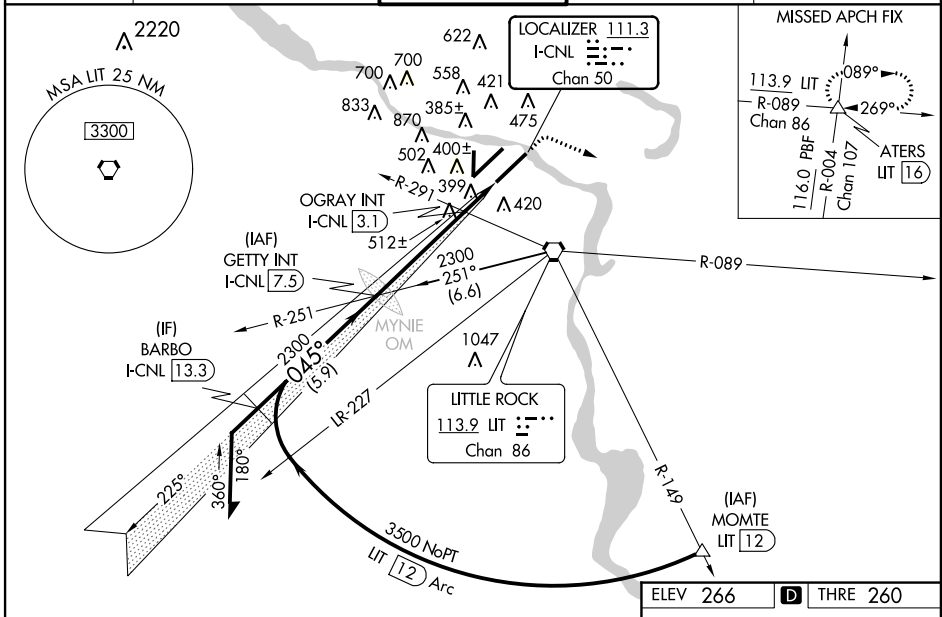 2220
MSA LIT 25 NM
3300
622
700
700
558
421
833
385±
475
870
502
400±
399
420
512±
1047
LOCALIZER 111.3
I-CNL
Chan 50
MISSED APCH FIX
089°
113.9 LIT
R-089
Chan 86
269°
116.0 PBF
R-004
Chan 107
ATERS
LIT 16
R-291
OGRAY INT
I-CNL 3.1
(IAF)
GETTY INT
I-CNL 7.5
2300
251°
(6.6)
R-089
R-251
MYNIE
OM
(IF)
BARBO
I-CNL 13.3
2300
045°
(5.9)
LR-227
LITTLE ROCK
113.9 LIT
Chan 86
225°
360°
180°
R-149
(IAF)
MOMTE
LIT 12
3500 NoPT
LIT 12 Arc
ELEV 266 D THRE 260